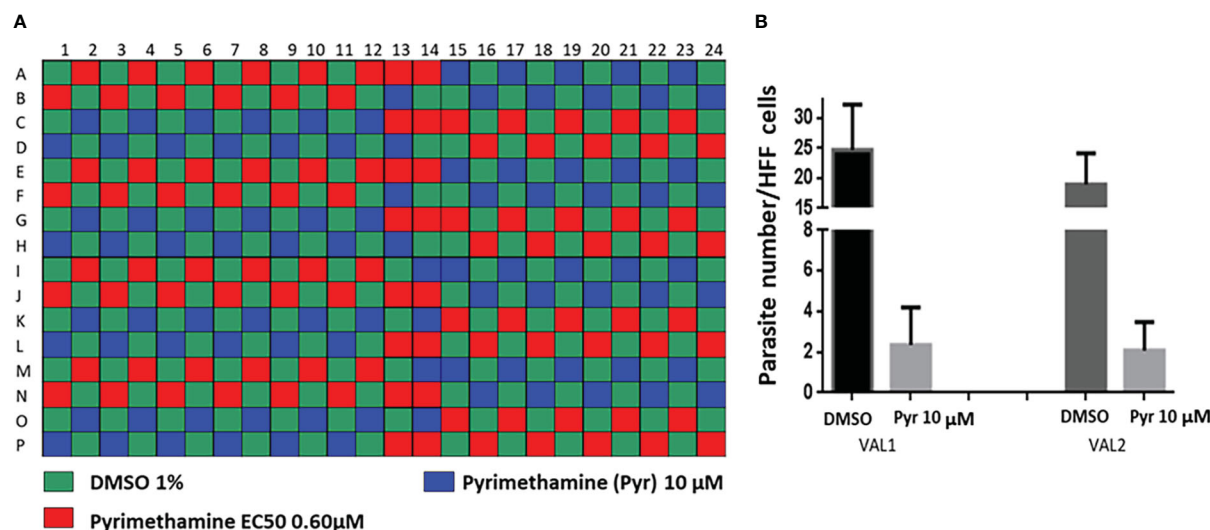 A
1 2 3 4 5 6 7 8 9 10 11 12 13 14 15 16 17 18 19 20 21 22 23 24
A
B
C
D
E
F
G
H
I
J
K
L
M
N
O
P
DMSO 1%
Pyrimethamine (Pyr) 10 µM
Pyrimethamine EC50 0.60µM
B
Parasite number/HFF cells
30
25
20
15
8
6
4
2
0
DMSO Pyr 10 µM DMSO Pyr 10 µM
VAL1 VAL2